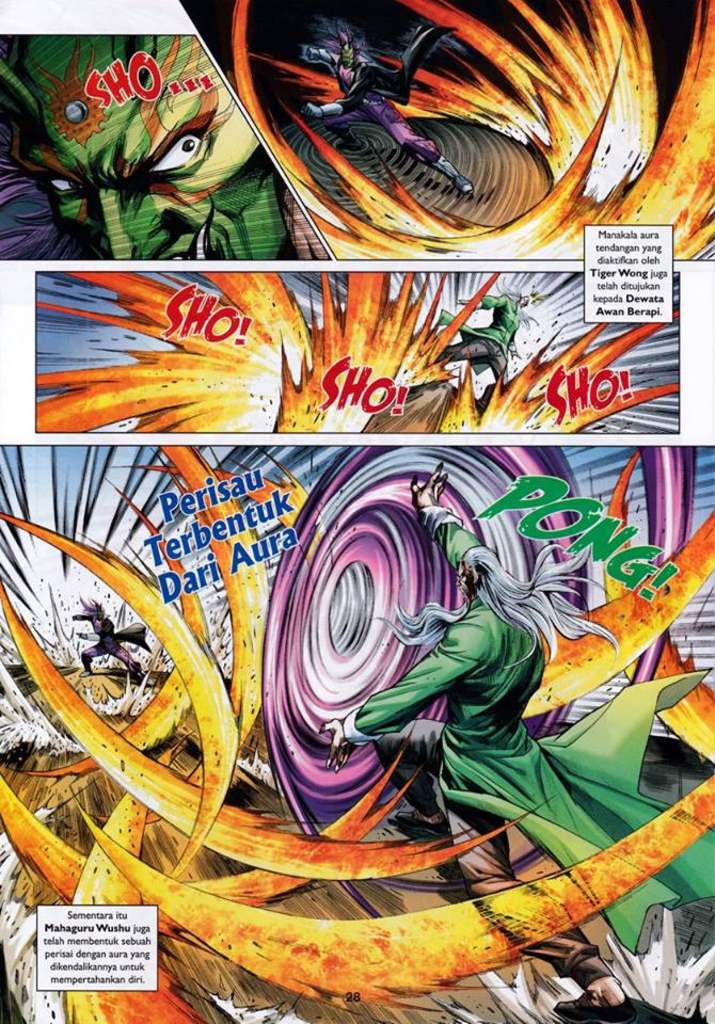 SHO...
Manakala aura
tendangan yang
diaktifkan oleh
Tiger Wong juga
telah ditujukan
kepada Dewata
Awan Berapi.
SHO!
SHO!
SHO!
Perisau
Terbentuk
Dari Aura
PONG!
Sementara itu
Mahaguru Wushu juga
telah membentuk sebuah
perisai dengan aura yang
dikendalikannya untuk
mempertahankan diri.
28